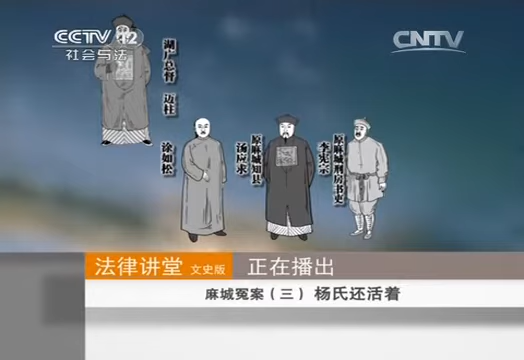 CCTV 12
社会与法
CNTV
湖广总督 迈柱
涂如松
原麻城知县
汤应求
原麻城刑房书吏
李宪宗
法律讲堂 文史版 正在播出
麻城冤案(三) 杨氏还活着